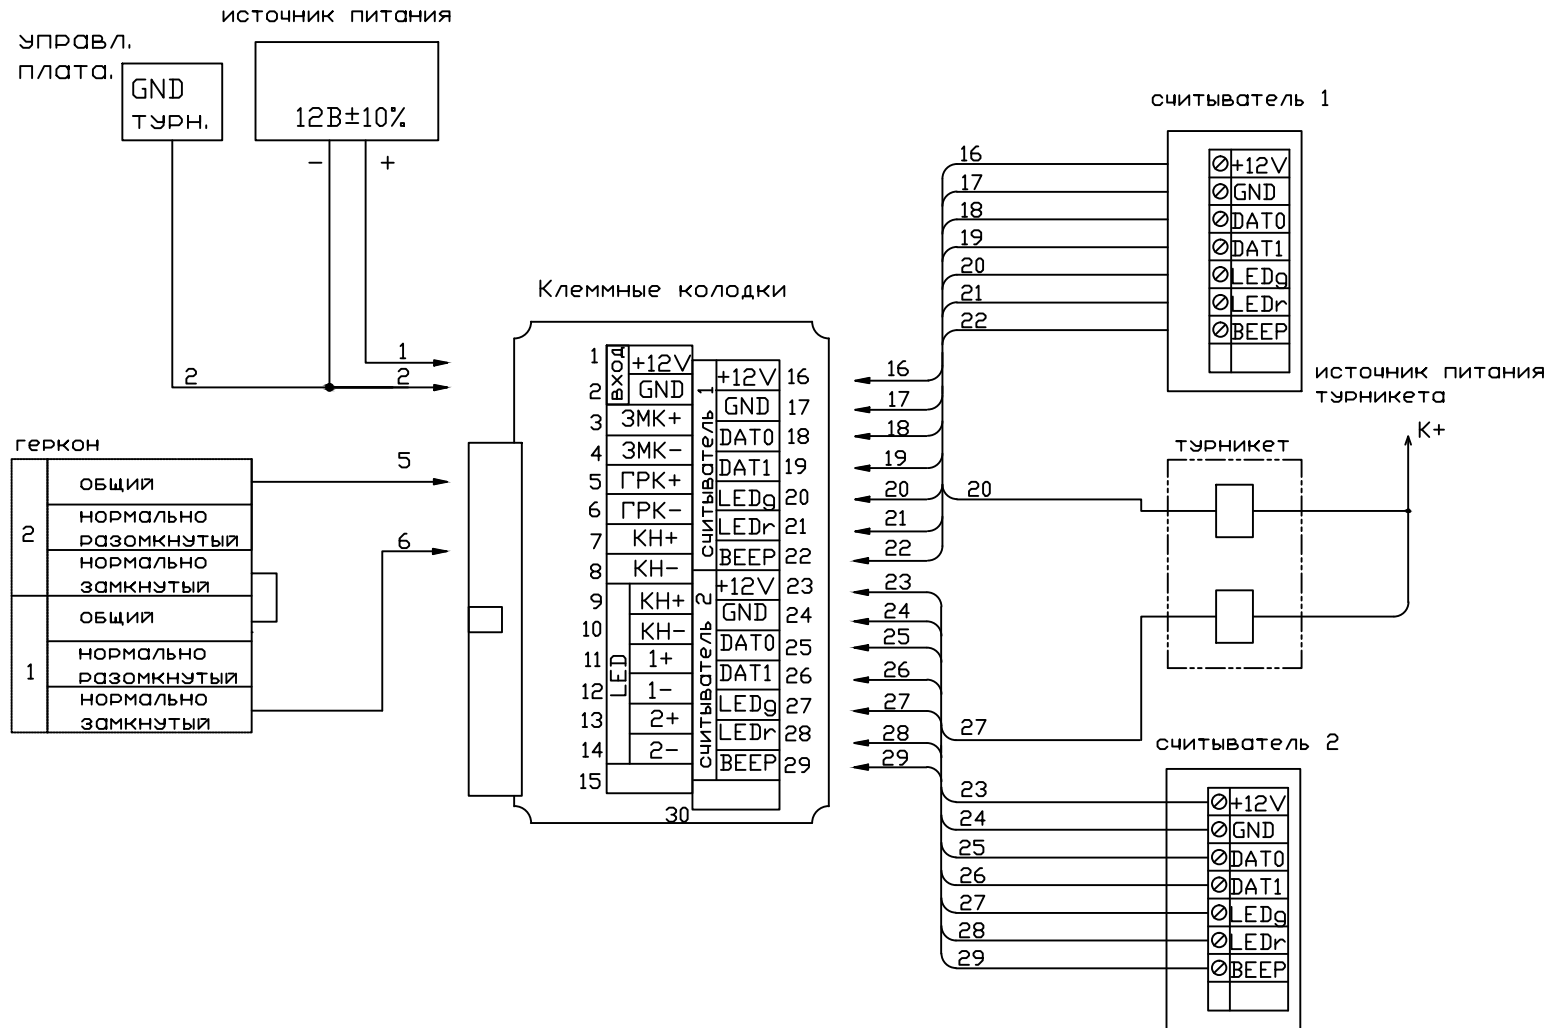 источник питания
управл.
плата.
GND
турн.
12В±10%
-
+
1
2
2
геркон
2
общий
нормально
разомкнутый
нормально
замкнутый
1
общий
нормально
разомкнутый
нормально
замкнутый
5
6
Клеммные колодки
вход
1 +12V
2 GND
3 ЗМК+
4 ЗМК-
5 ГРК+
6 ГРК-
7 КН+
8 КН-
LED
9 КН+
10 КН-
11 1+
12 1-
13 2+
14 2-
15
считыватель 1
+12V 16
GND 17
DAT0 18
DAT1 19
LEDg 20
LEDr 21
BEEP 22
считыватель 2
+12V 23
GND 24
DAT0 25
DAT1 26
LEDg 27
LEDr 28
BEEP 29
30
16
17
18
19
20
21
22
23
24
25
26
27
28
29
считыватель 1
16 +12V
17 GND
18 DAT0
19 DAT1
20 LEDg
21 LEDr
22 BEEP
источник питания
турникета
К+
турникет
20
27
считыватель 2
23 +12V
24 GND
25 DAT0
26 DAT1
27 LEDg
28 LEDr
29 BEEP